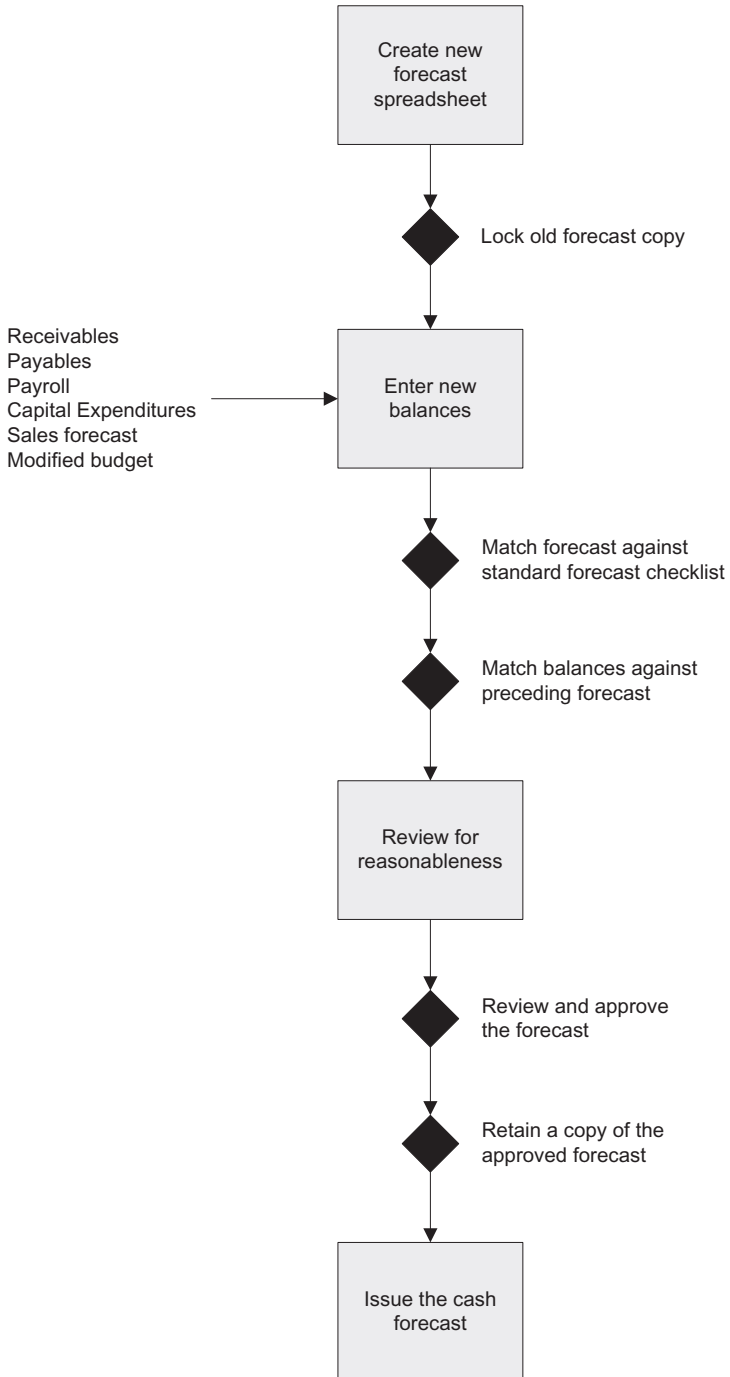 Create new
forecast
spreadsheet
Lock old forecast copy
Receivables
Payables
Payroll
Capital Expenditures
Sales forecast
Modified budget
Enter new
balances
Match forecast against
standard forecast checklist
Match balances against
preceding forecast
Review for
reasonableness
Review and approve
the forecast
Retain a copy of the
approved forecast
Issue the cash
forecast